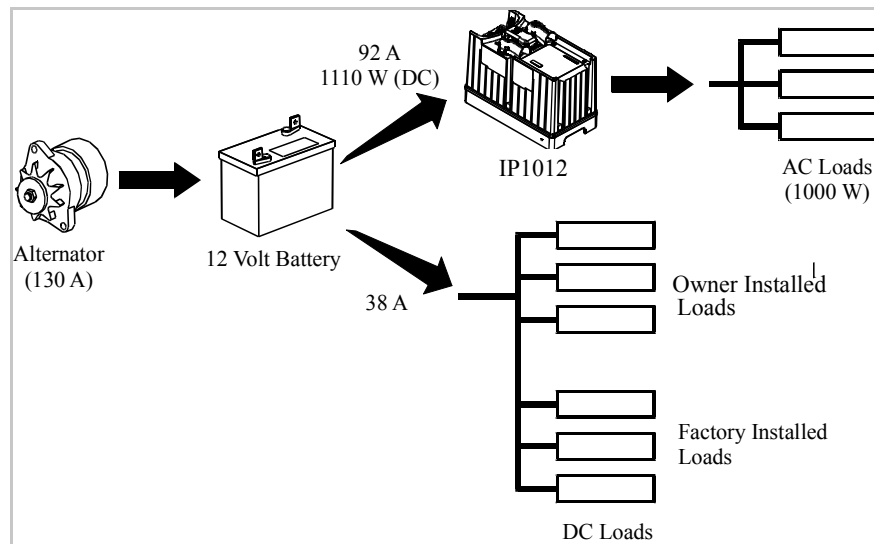 92 A
1110 W (DC)
IP1012
AC Loads
(1000 W)
Alternator
(130 A)
12 Volt Battery
38 A
Owner Installed
Loads
Factory Installed
Loads
DC Loads